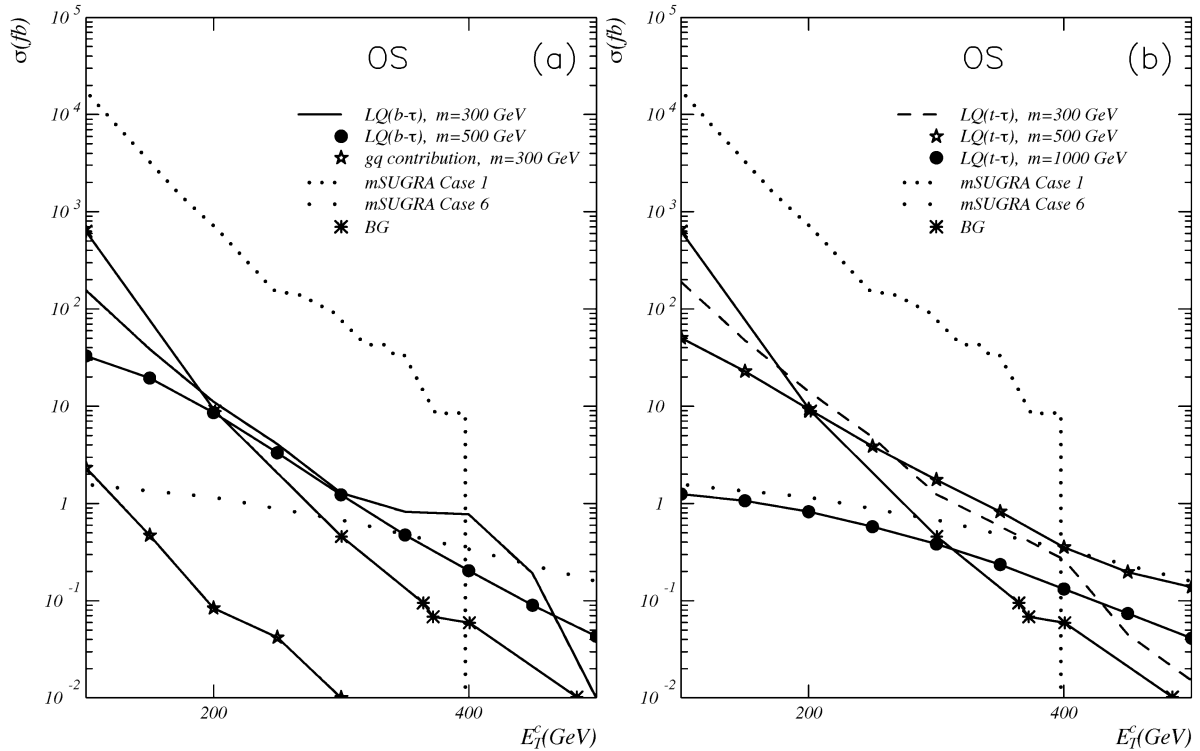 σ(fb)
10^5
10^4
10^3
10^2
10
1
10^-1
10^-2
OS (a)
LQ(b-τ), m=300 GeV
LQ(b-τ), m=500 GeV
gq contribution, m=300 GeV
mSUGRA Case 1
mSUGRA Case 6
BG
200 400
E_T^c(GeV)
σ(fb)
10^5
10^4
10^3
10^2
10
1
10^-1
10^-2
OS (b)
LQ(t-τ), m=300 GeV
LQ(t-τ), m=500 GeV
LQ(t-τ), m=1000 GeV
mSUGRA Case 1
mSUGRA Case 6
BG
200 400
E_T^c(GeV)